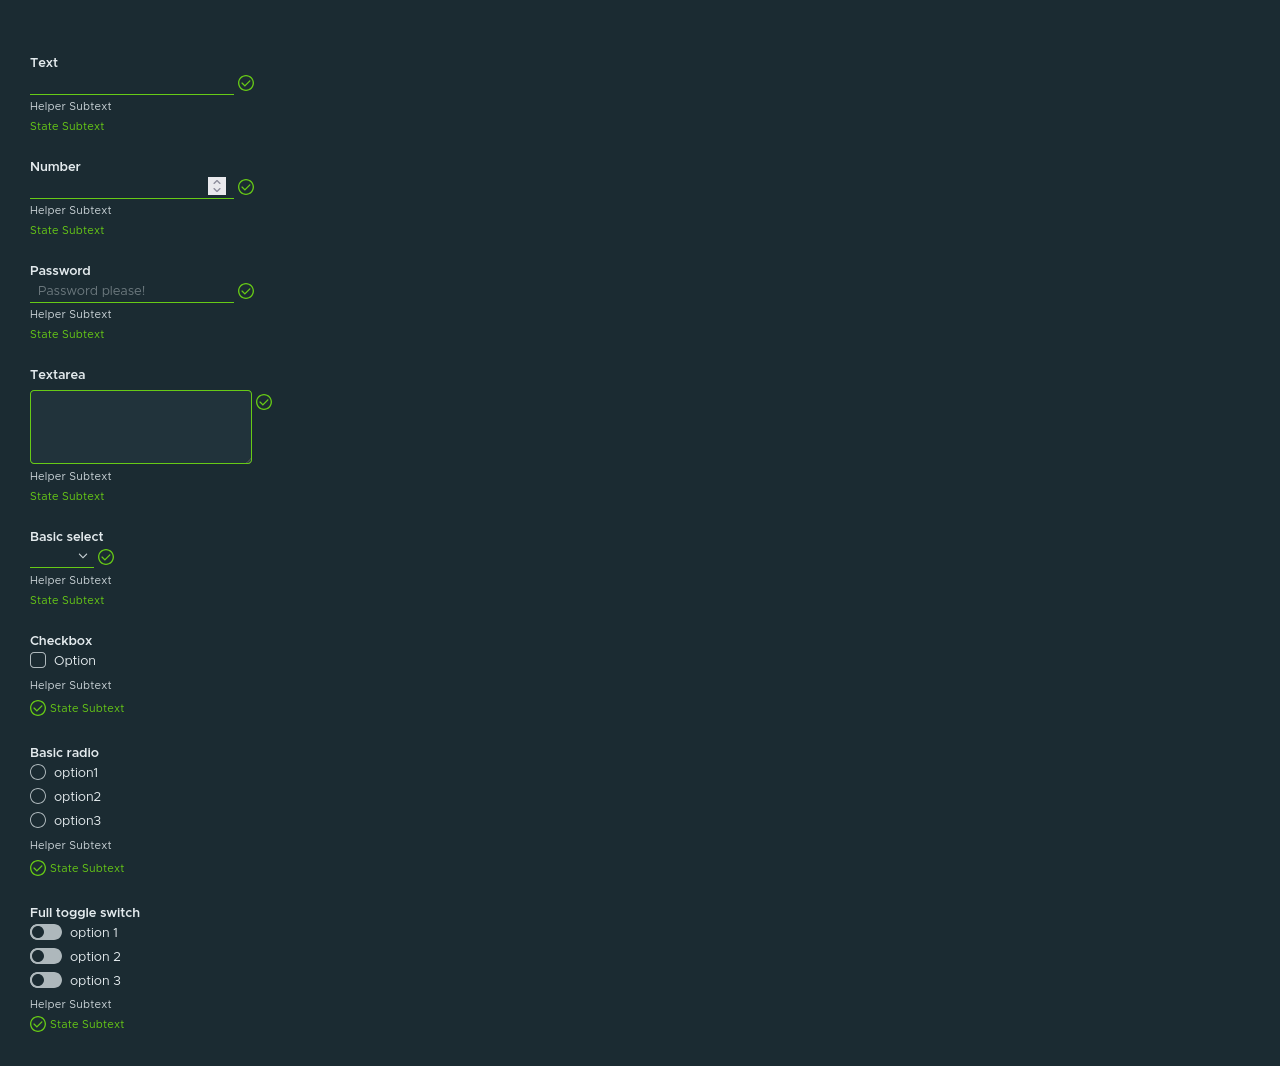 Text
Helper Subtext
State Subtext
Number
Helper Subtext
State Subtext
Password
Password please!
Helper Subtext
State Subtext
Textarea
Helper Subtext
State Subtext
Basic select
Helper Subtext
State Subtext
Checkbox
Option
Helper Subtext
State Subtext
Basic radio
option1
option2
option3
Helper Subtext
State Subtext
Full toggle switch
option 1
option 2
option 3
Helper Subtext
State Subtext